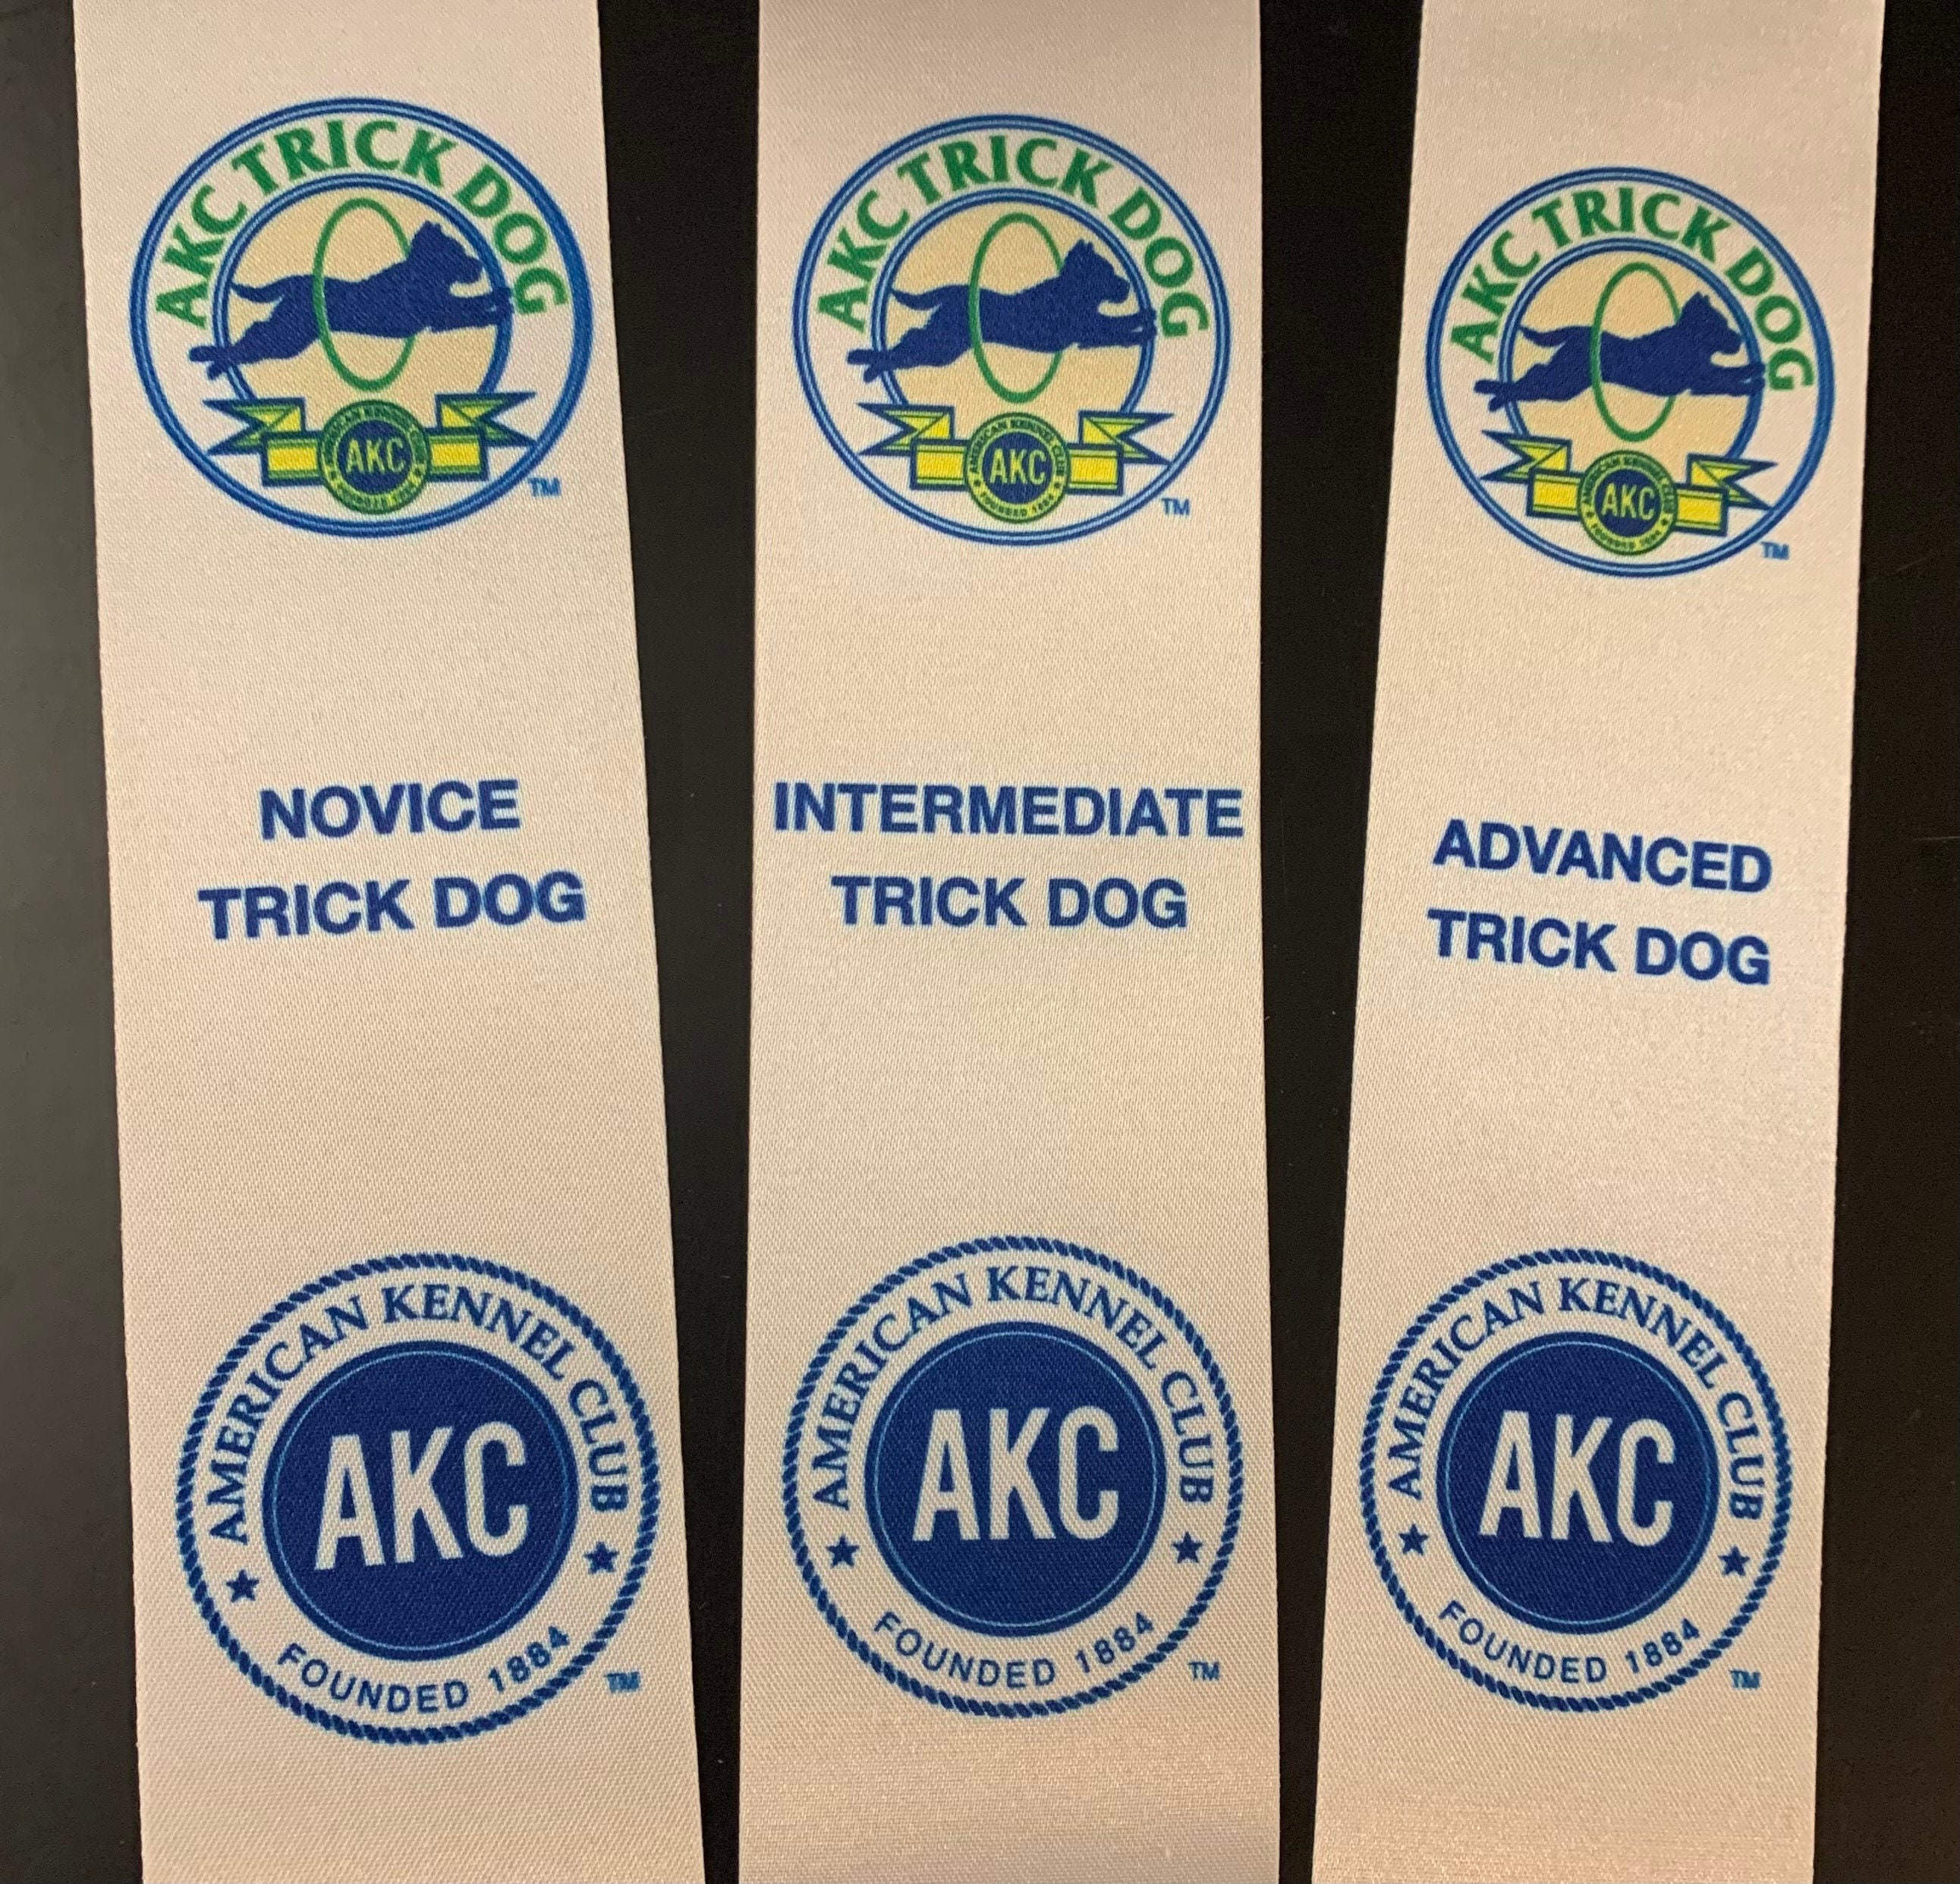 AKC TRICK DOG
AMERICAN KENNEL CLUB
AKC
FOUNDED 1884
TM
NOVICE
TRICK DOG
AMERICAN KENNEL CLUB
AKC
FOUNDED 1884
TM
AKC TRICK DOG
AMERICAN KENNEL CLUB
AKC
FOUNDED 1884
TM
INTERMEDIATE
TRICK DOG
AMERICAN KENNEL CLUB
AKC
FOUNDED 1884
TM
AKC TRICK DOG
AMERICAN KENNEL CLUB
AKC
FOUNDED 1884
TM
ADVANCED
TRICK DOG
AMERICAN KENNEL CLUB
AKC
FOUNDED 1884
TM